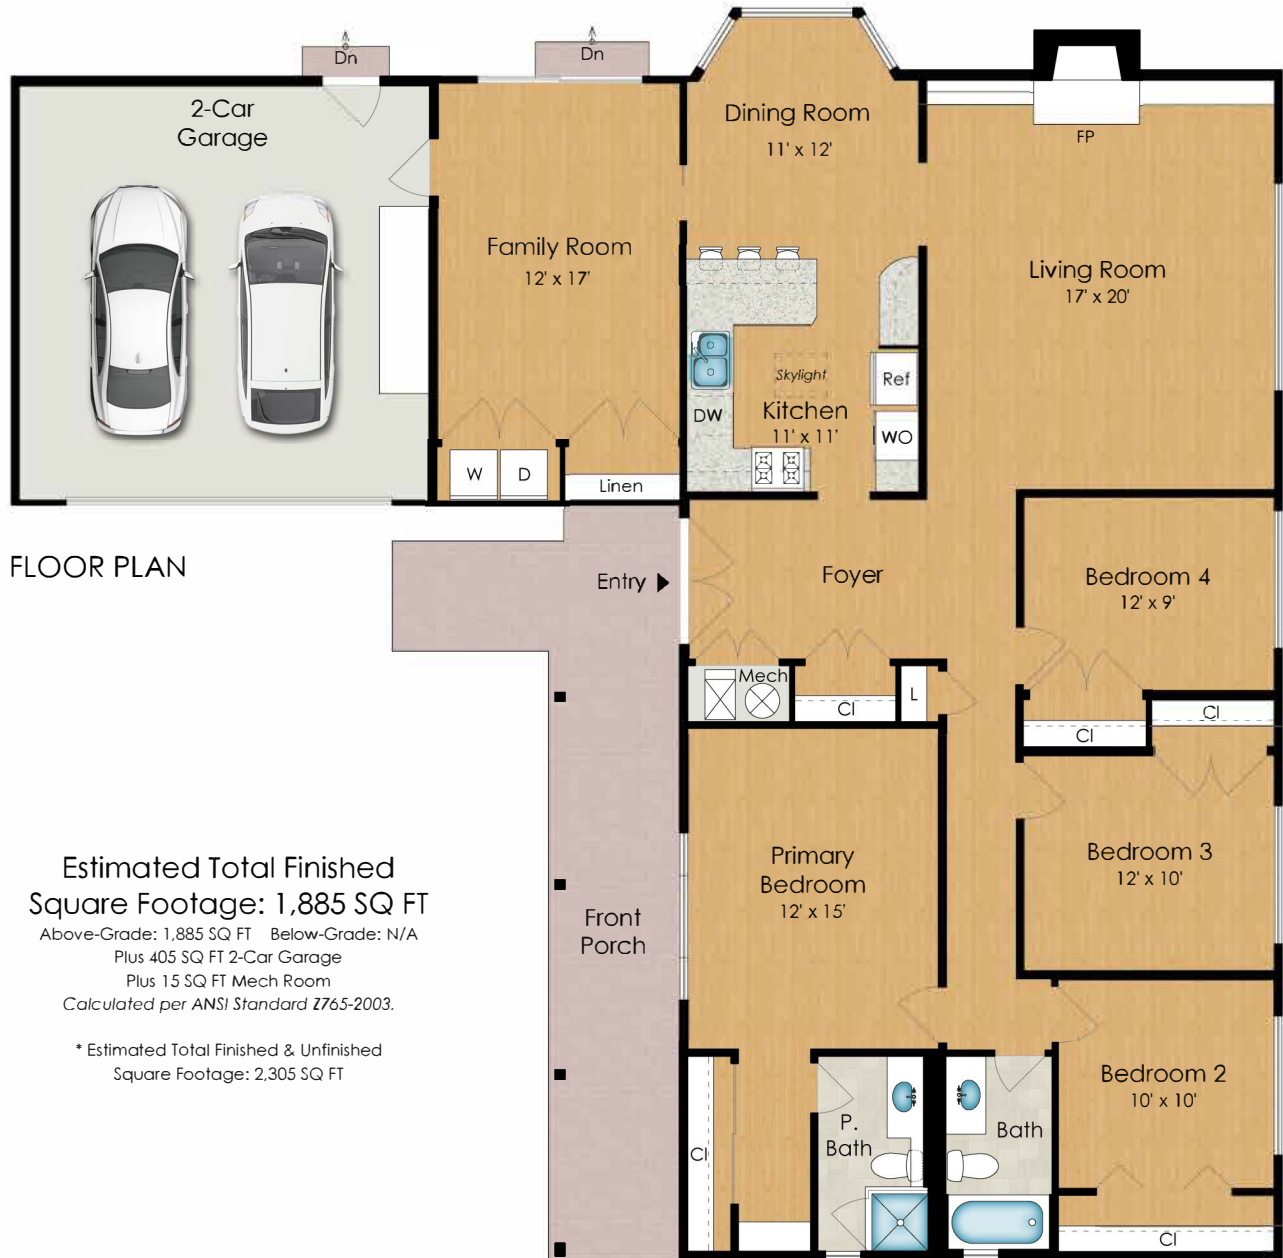 Dn
Dn
2-Car
Garage
Dining Room
11' x 12'
FP
Family Room
12' x 17'
Living Room
17' x 20'
Skylight
Ref
Kitchen
11' x 11'
DW
WO
W
D
Linen
FLOOR PLAN
Entry
Foyer
Bedroom 4
12' x 9'
Mech
Cl
L
Cl
Cl
Primary
Bedroom
12' x 15'
Bedroom 3
12' x 10'
Estimated Total Finished
Square Footage: 1,885 SQ FT
Above-Grade: 1,885 SQ FT Below-Grade: N/A
Plus 405 SQ FT 2-Car Garage
Plus 15 SQ FT Mech Room
Calculated per ANSI Standard Z765-2003.
* Estimated Total Finished & Unfinished
Square Footage: 2,305 SQ FT
Front
Porch
Bedroom 2
10' x 10'
P.
Bath
Bath
Cl
Cl